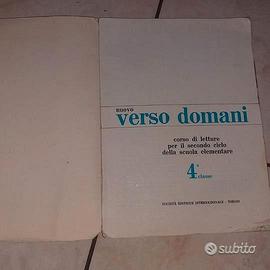 nuovo
verso domani
corso di letture
per il secondo ciclo
della scuola elementare
4ª classe
SOCIETÀ EDITRICE INTERNAZIONALE - TORINO
subito